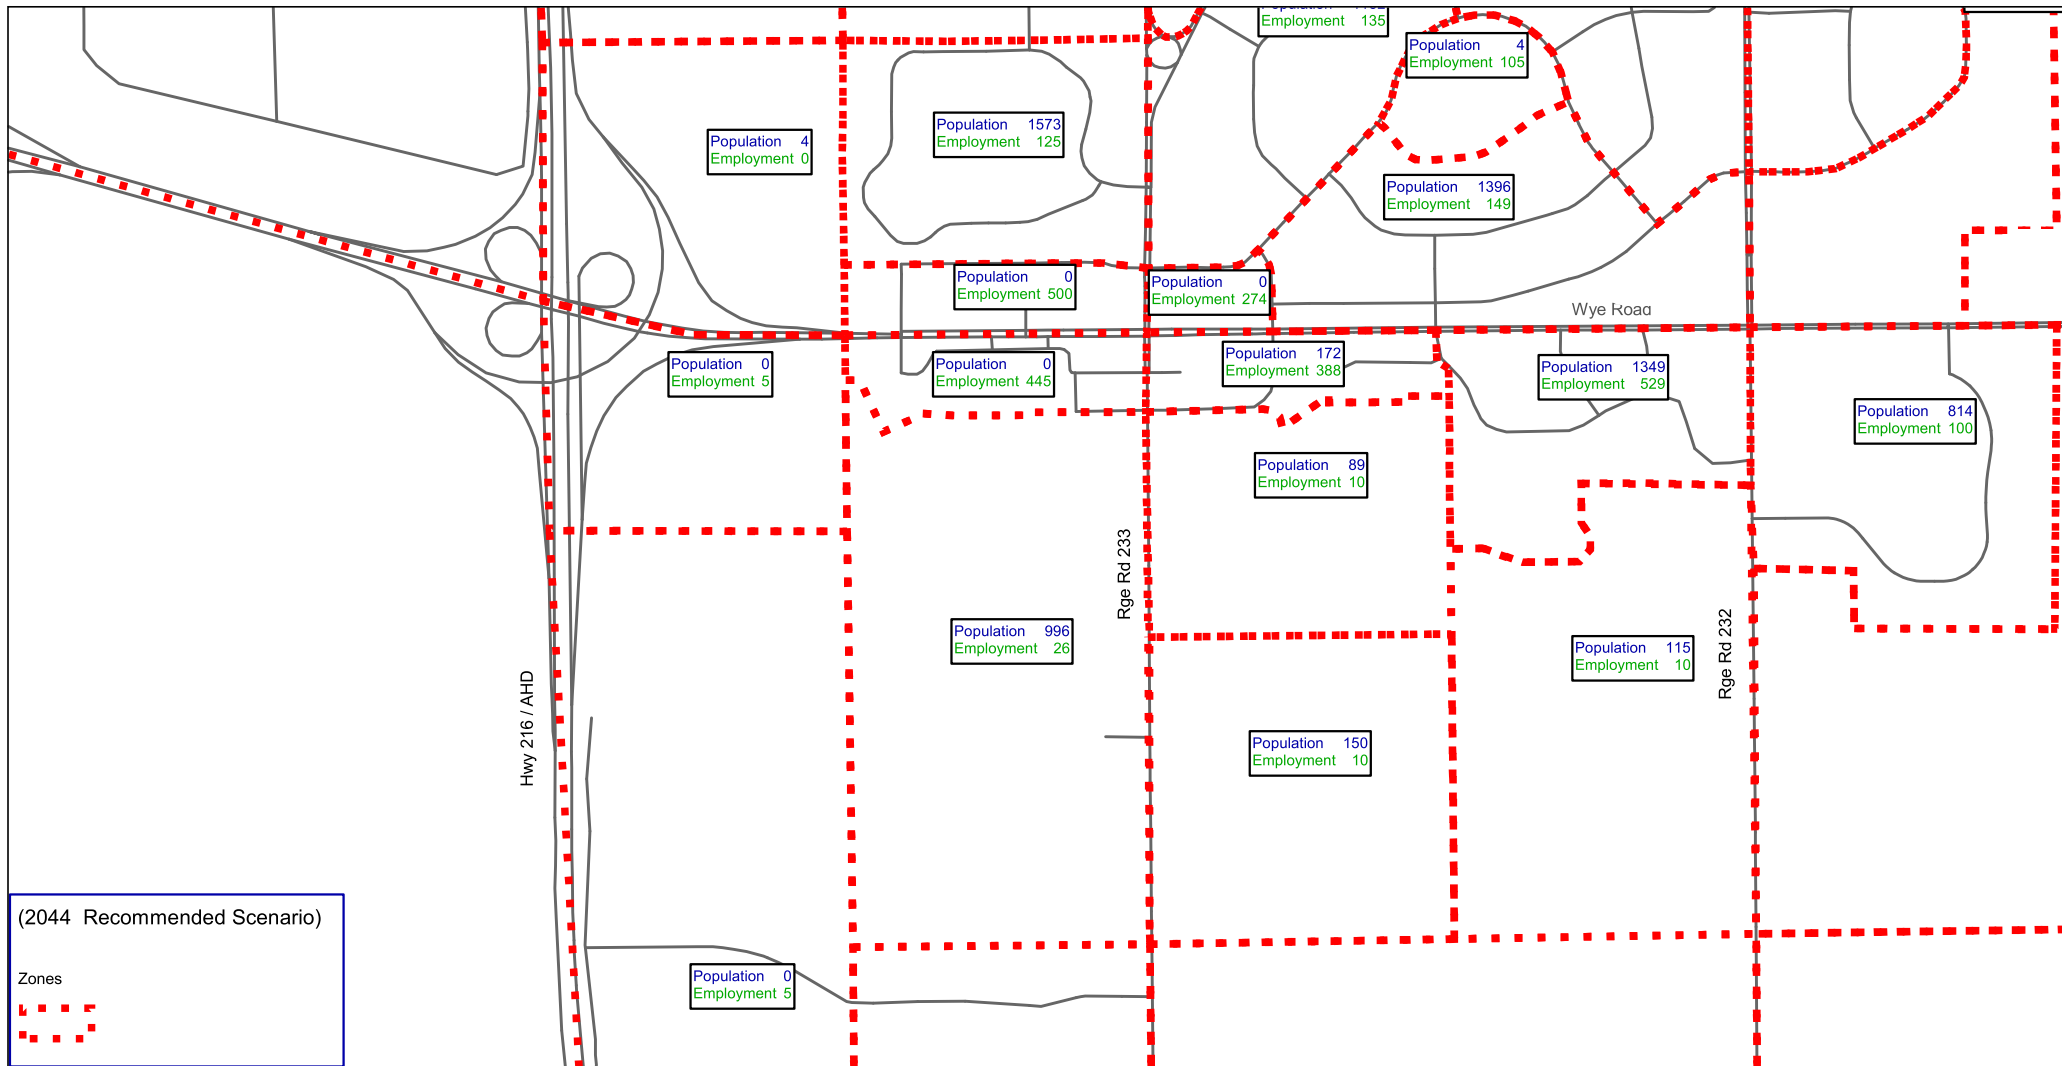 Employment 135
Population 4
Employment 105
Population 1573
Employment 125
Population 4
Employment 0
Population 1396
Employment 149
Population 0
Employment 500
Population 0
Employment 274
Wye Road
Population 0
Employment 5
Population 0
Employment 445
Population 172
Employment 388
Population 1349
Employment 529
Population 814
Employment 100
Population 89
Employment 10
Rge Rd 233
Population 996
Employment 26
Population 115
Employment 10
Rge Rd 232
Hwy 216 / AHD
Population 150
Employment 10
(2044 Recommended Scenario)
Zones
Population 0
Employment 5